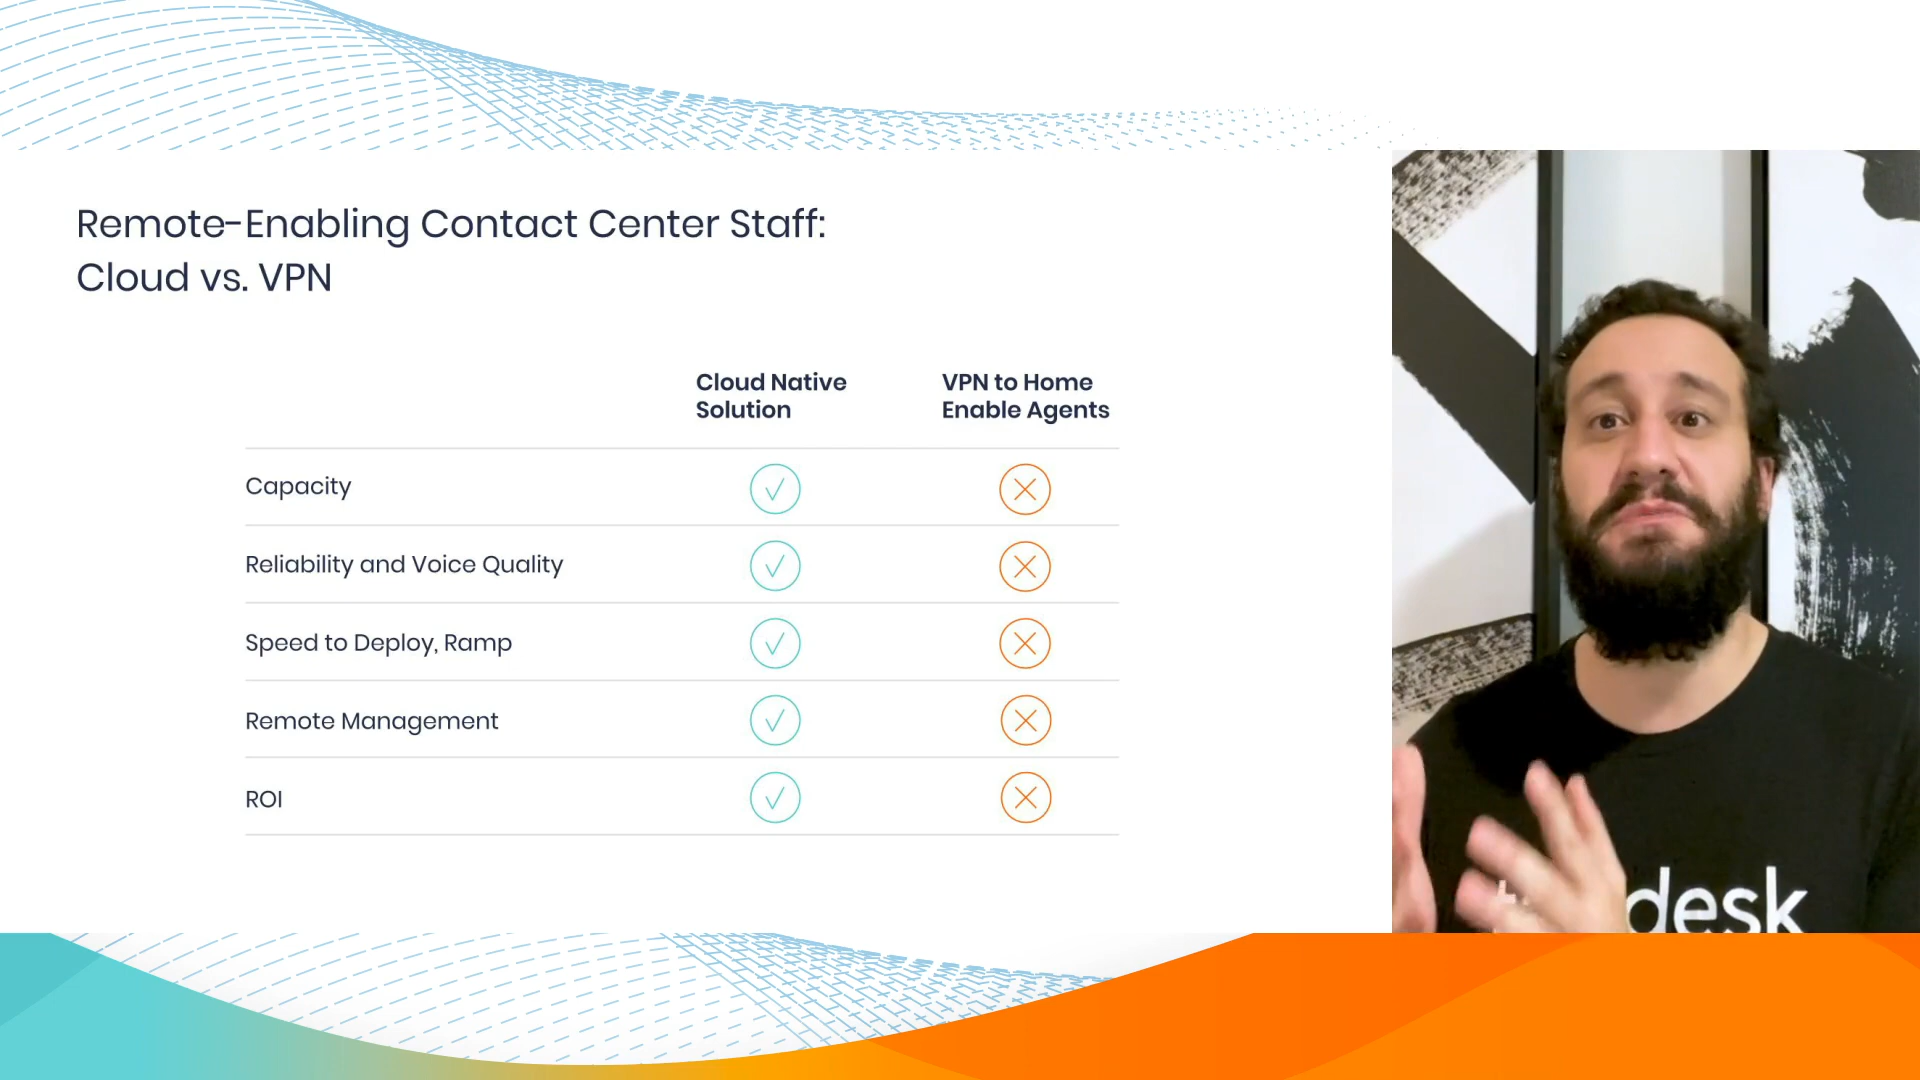 Remote-Enabling Contact Center Staff:
Cloud vs. VPN
Cloud Native
Solution
VPN to Home
Enable Agents
Capacity
Reliability and Voice Quality
Speed to Deploy, Ramp
Remote Management
ROI
desk